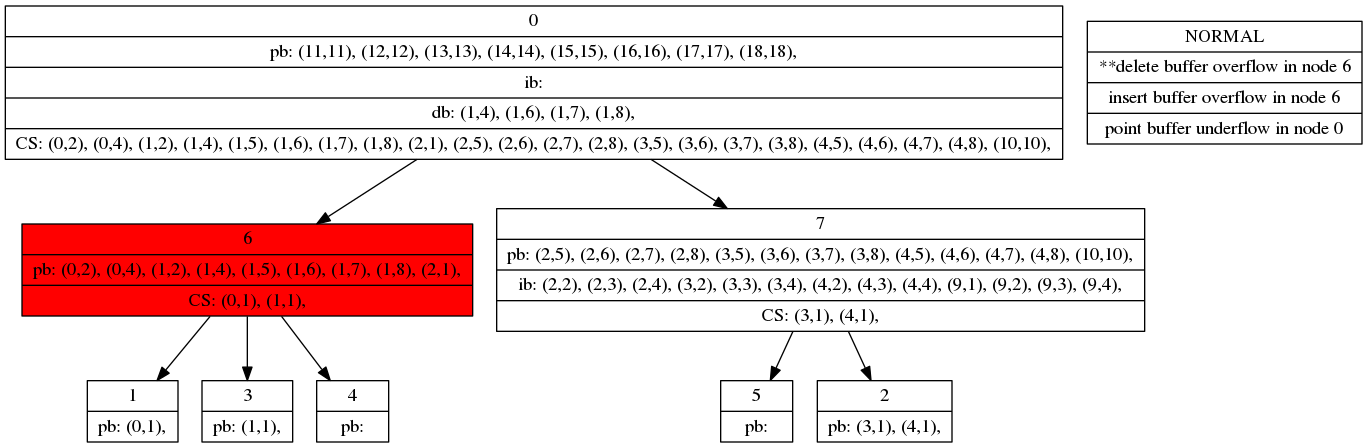 0
pb: (11,11), (12,12), (13,13), (14,14), (15,15), (16,16), (17,17), (18,18),
ib:
db: (1,4), (1,6), (1,7), (1,8),
CS: (0,2), (0,4), (1,2), (1,4), (1,5), (1,6), (1,7), (1,8), (2,1), (2,5), (2,6), (2,7), (2,8), (3,5), (3,6), (3,7), (3,8), (4,5), (4,6), (4,7), (4,8), (10,10),
NORMAL
**delete buffer overflow in node 6
insert buffer overflow in node 6
point buffer underflow in node 0
6
pb: (0,2), (0,4), (1,2), (1,4), (1,5), (1,6), (1,7), (1,8), (2,1),
CS: (0,1), (1,1),
7
pb: (2,5), (2,6), (2,7), (2,8), (3,5), (3,6), (3,7), (3,8), (4,5), (4,6), (4,7), (4,8), (10,10),
ib: (2,2), (2,3), (2,4), (3,2), (3,3), (3,4), (4,2), (4,3), (4,4), (9,1), (9,2), (9,3), (9,4),
CS: (3,1), (4,1),
1
pb: (0,1),
3
pb: (1,1),
4
pb:
5
pb:
2
pb: (3,1), (4,1),